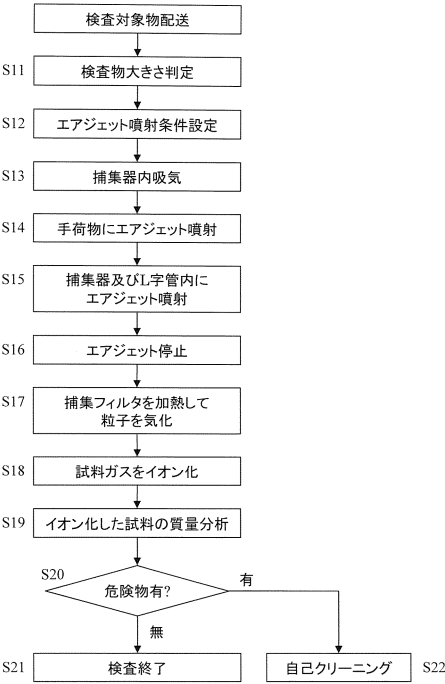 検査対象物配送
S11
検査物大きさ判定
S12
エアジェット噴射条件設定
S13
捕集器内吸気
S14
手荷物にエアジェット噴射
S15
捕集器及びL字管内に
エアジェット噴射
S16
エアジェット停止
S17
捕集フィルタを加熱して
粒子を気化
S18
試料ガスをイオン化
S19
イオン化した試料の質量分析
S20
危険物有?
有
無
S21
検査終了
自己クリーニング
S22